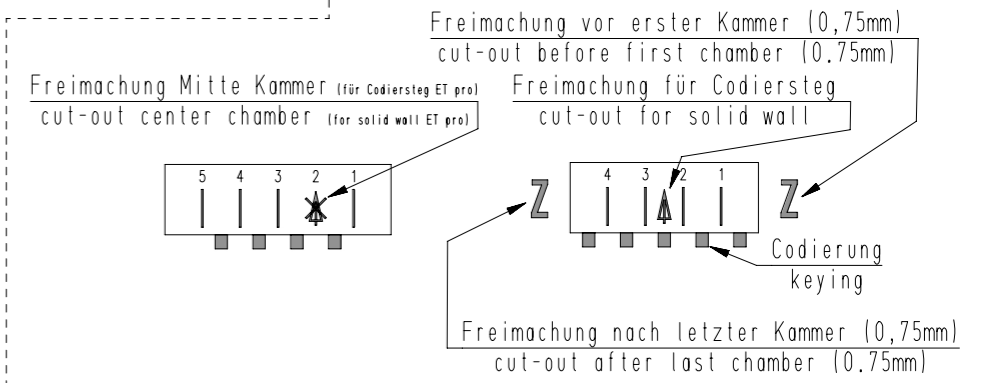 Freimachung vor erster Kammer (0,75mm)
cut-out before first chamber (0.75mm)
Freimachung Mitte Kammer (für Codiersteg ET pro)
cut-out center chamber (for solid wall ET pro)
Freimachung für Codiersteg
cut-out for solid wall
5 4 3 2 1
Z
4 3 2 1
Z
Codierung
keying
Freimachung nach letzter Kammer (0,75mm)
cut-out after last chamber (0.75mm)